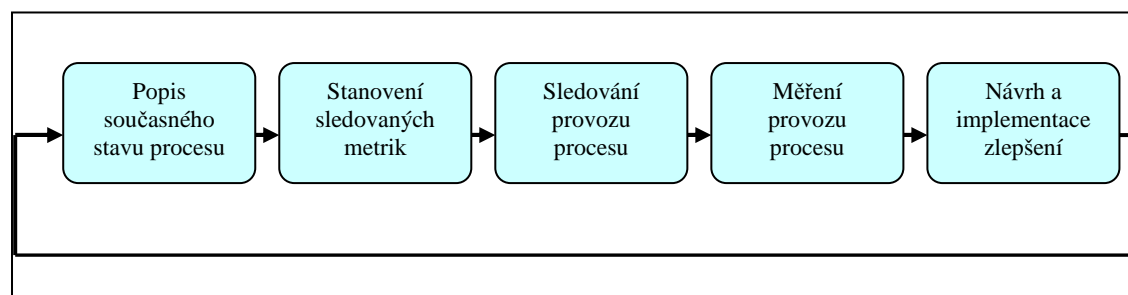 Popis
současného
stavu procesu
Stanovení
sledovaných
metrik
Sledování
provozu
procesu
Měření
provozu
procesu
Návrh a
implementace
zlepšení